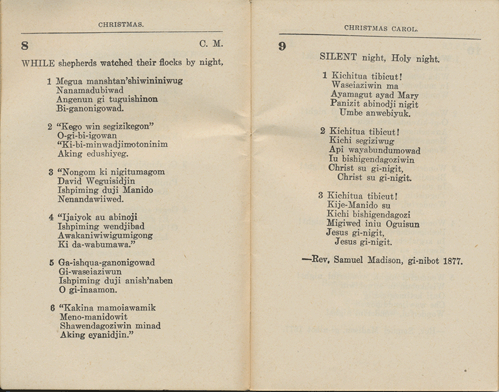 CHRISTMAS.
8
C. M.
WHILE shepherds watched their flocks by night,
1 Megua manshtan'shiwininiwug
Nanamadubiwad
Angenun gi tuguishinon
Bi-ganonigowad.
2 "Kego win segizikegon"
O-gi-bi-igowan
"Ki-bi-minwadjimotoninim
Aking edushiyeg.
3 "Nongom ki nigitumagom
David Weguisidjin
Ishpiming duji Manido
Nenandawiiwed.
4 "Ijaiyok au abinoji
Ishpiming wendjibad
Awakaniwiwigumigong
Ki da-wabumawa."
5 Ga-ishqua-ganonigowad
Gi-waseiaziwun
Ishpiming duji anish'naben
O gi-inaamon.
6 "Kakina mamoiawamik
Meno-manidowit
Shawendagoziwin minad
Aking eyanidjin."
CHRISTMAS CAROL.
9
SILENT night, Holy night.
1 Kichitua tibicut!
Waseiaziwin ma
Ayamagut ayad Mary
Panizit abinodji nigit
Umbe anwebiyuk.
2 Kichitua tibicut!
Kichi segiziwug
Api wayabundumowad
Iu bishigendagoziwin
Christ su gi-nigit,
Christ su gi-nigit.
3 Kichitua tibicut!
Kije-Manido su
Kichi bishigendagozi
Migiwed iniu Oguisun
Jesus gi-nigit,
Jesus gi-nigit.
—Rev, Samuel Madison, gi-nibot 1877.